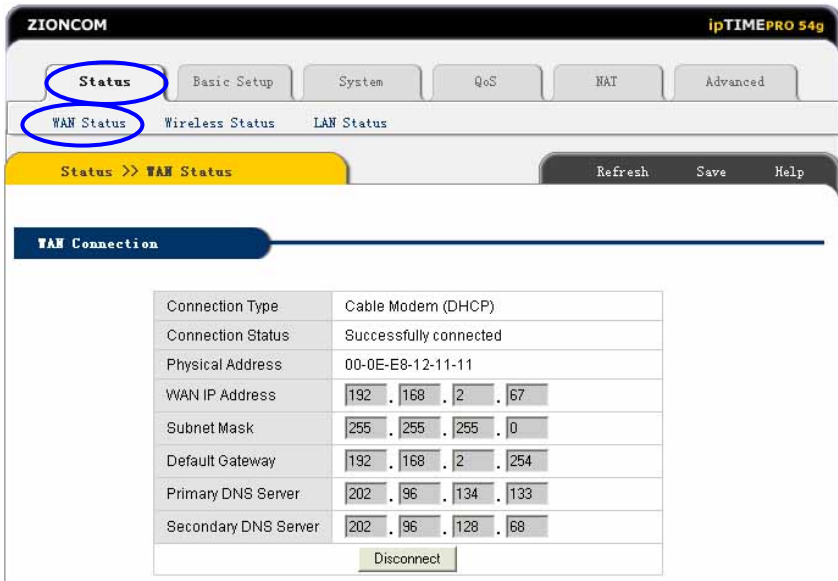 ZIONCOM ipTIMEPRO 54g
Status Basic Setup System QoS NAT Advanced
WAN Status Wireless Status LAN Status
Status >> WAN Status Refresh Save Help
WAN Connection
Connection Type Cable Modem (DHCP)
Connection Status Successfully connected
Physical Address 00-0E-E8-12-11-11
WAN IP Address 192 . 168 . 2 . 67
Subnet Mask 255 . 255 . 255 . 0
Default Gateway 192 . 168 . 2 . 254
Primary DNS Server 202 . 96 . 134 . 133
Secondary DNS Server 202 . 96 . 128 . 68
Disconnect